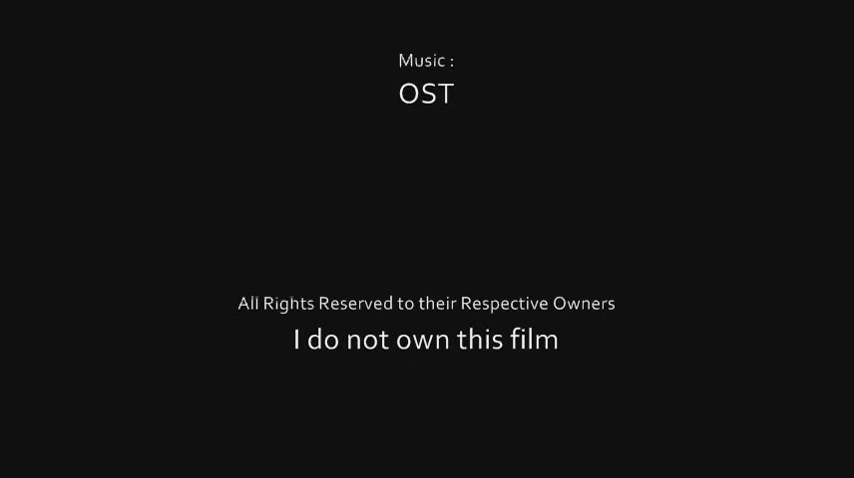 Music :
OST
All Rights Reserved to their Respective Owners
I do not own this film